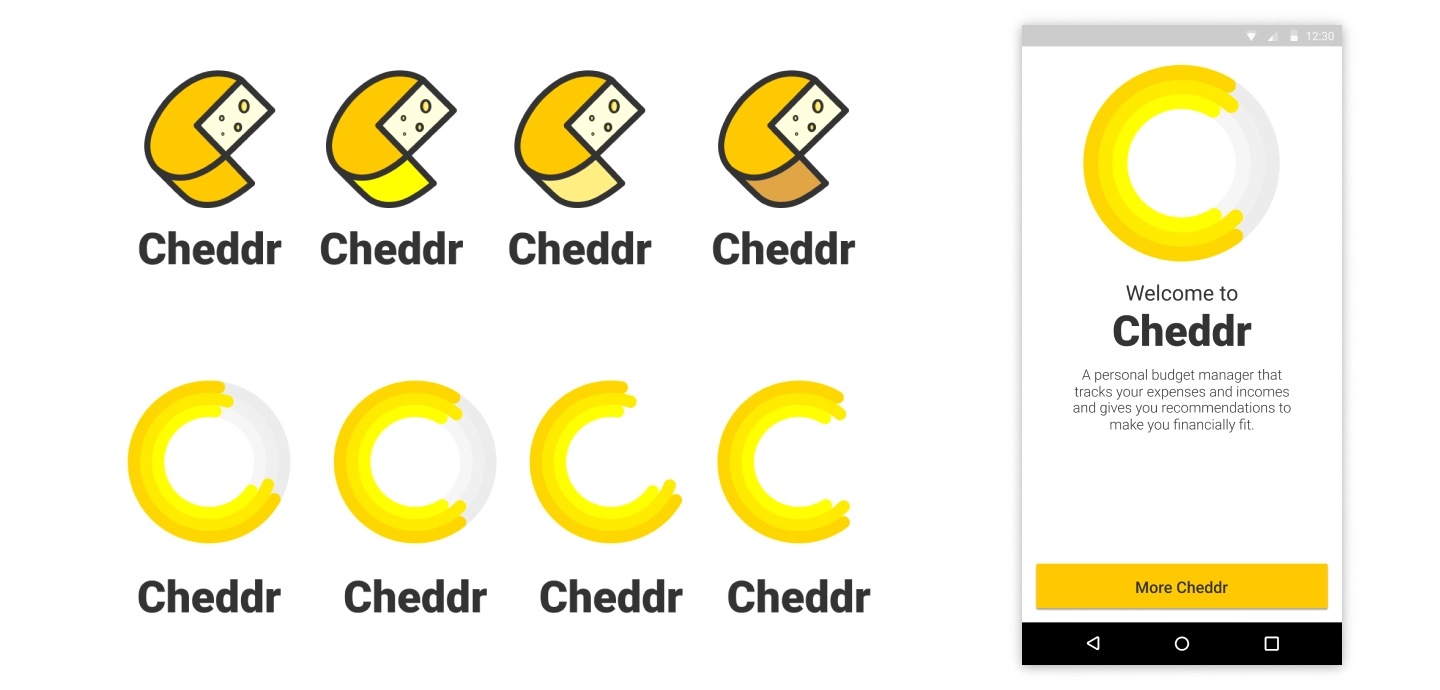 Cheddr Cheddr Cheddr Cheddr
Cheddr Cheddr Cheddr Cheddr
12:30
Welcome to
Cheddr
A personal budget manager that
tracks your expenses and incomes
and gives you recommendations to
make you financially fit.
More Cheddr